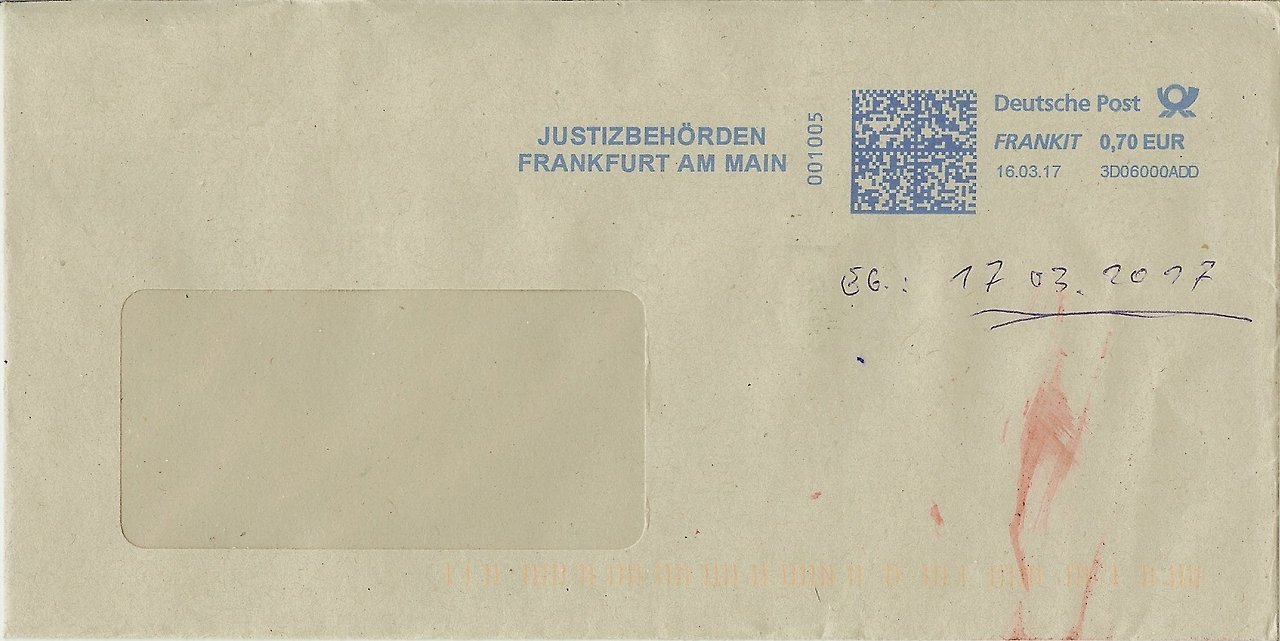 JUSTIZBEHÖRDEN
FRANKFURT AM MAIN
001005
Deutsche Post
FRANKIT 0,70 EUR
16.03.17 3D06000ADD
EG.: 17 03. 2017